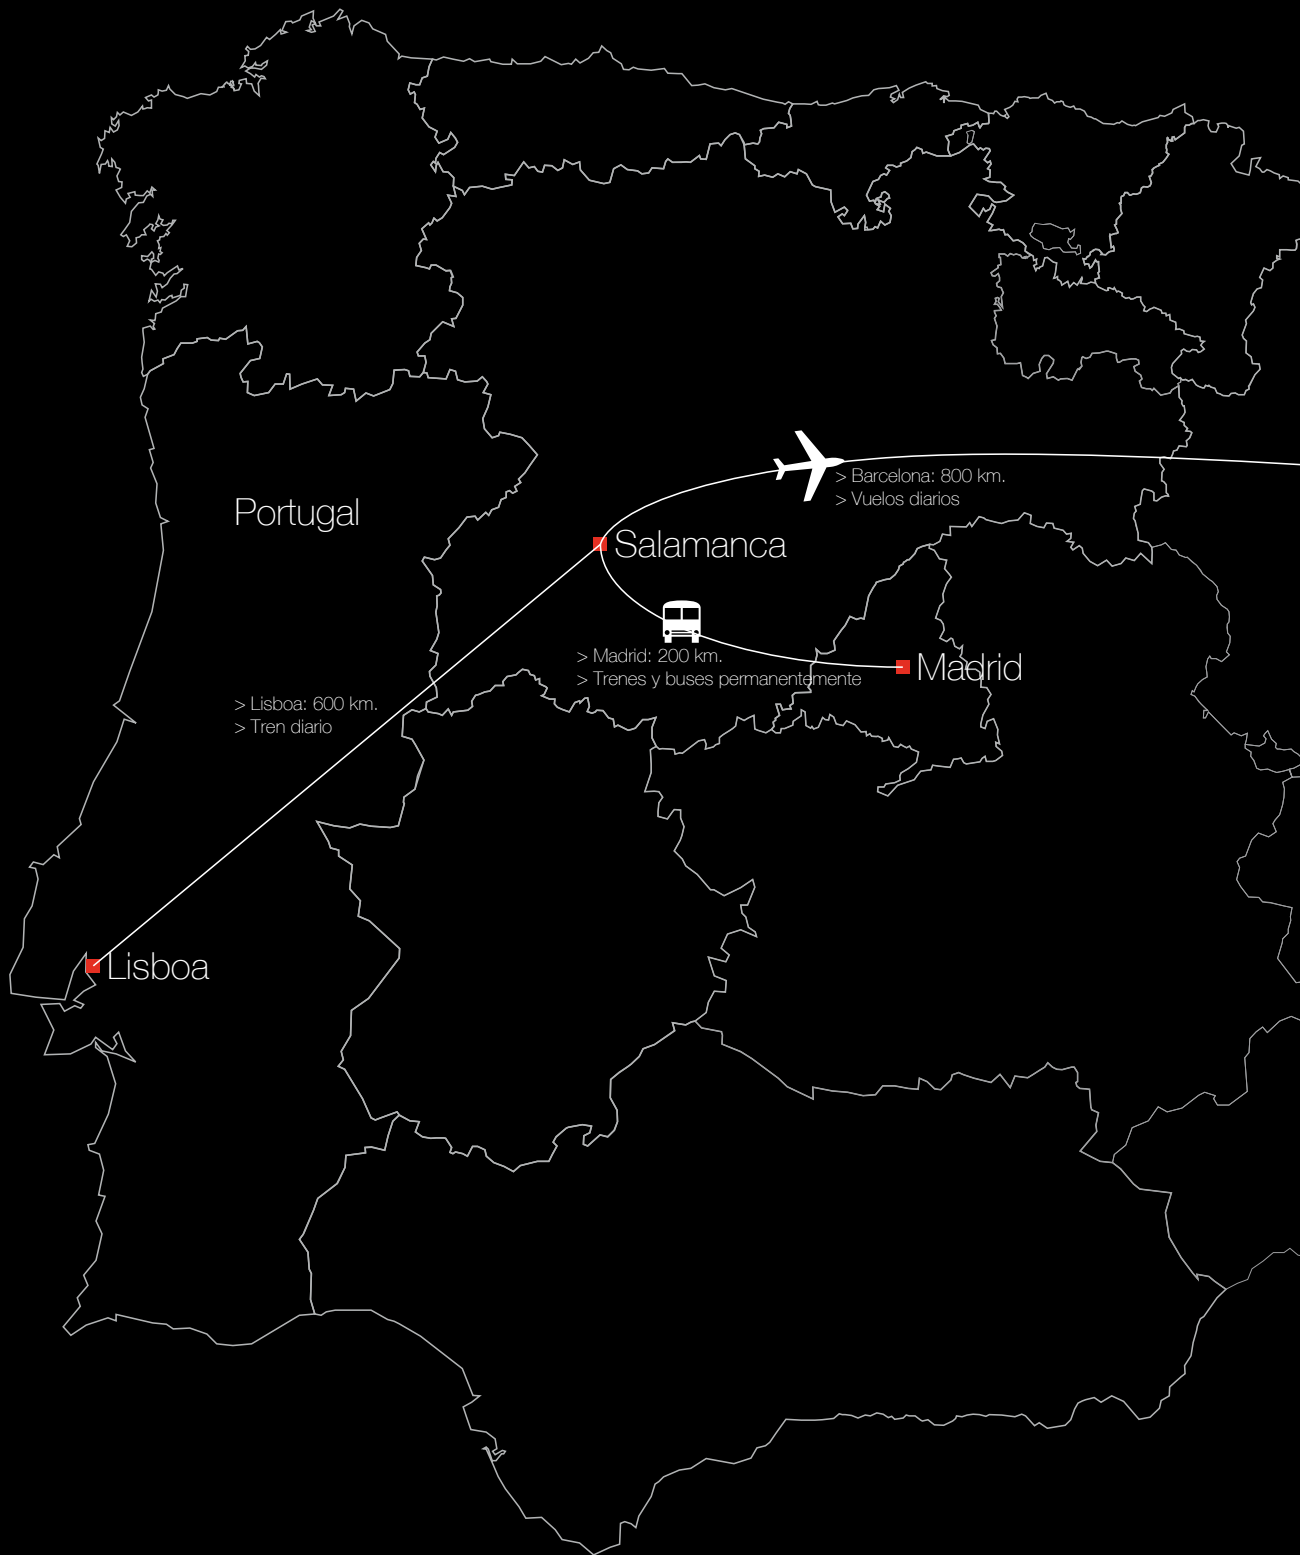 > Barcelona: 800 km.
> Vuelos diarios
Portugal
Salamanca
> Madrid: 200 km.
> Trenes y buses permanentemente
Madrid
> Lisboa: 600 km.
> Tren diario
Lisboa